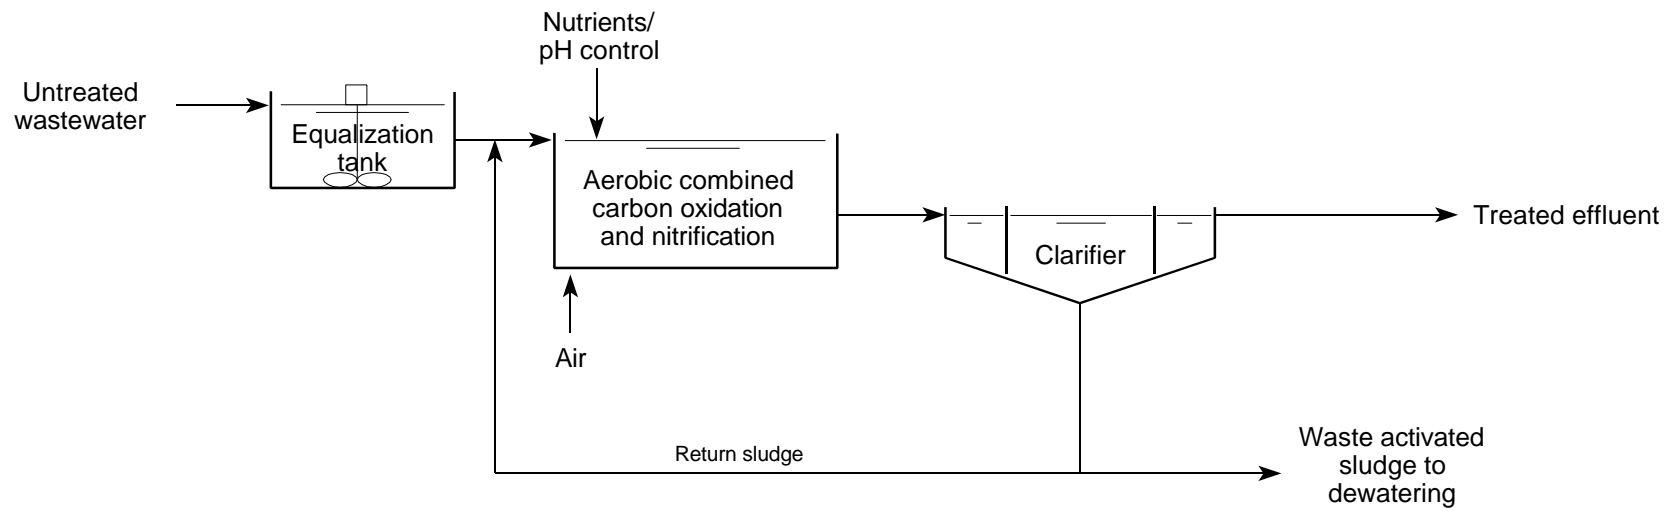 Nutrients/
pH control
Untreated
wastewater
Equalization
tank
Aerobic combined
carbon oxidation
and nitrification
Clarifier
Treated effluent
Air
Return sludge
Waste activated
sludge to
dewatering